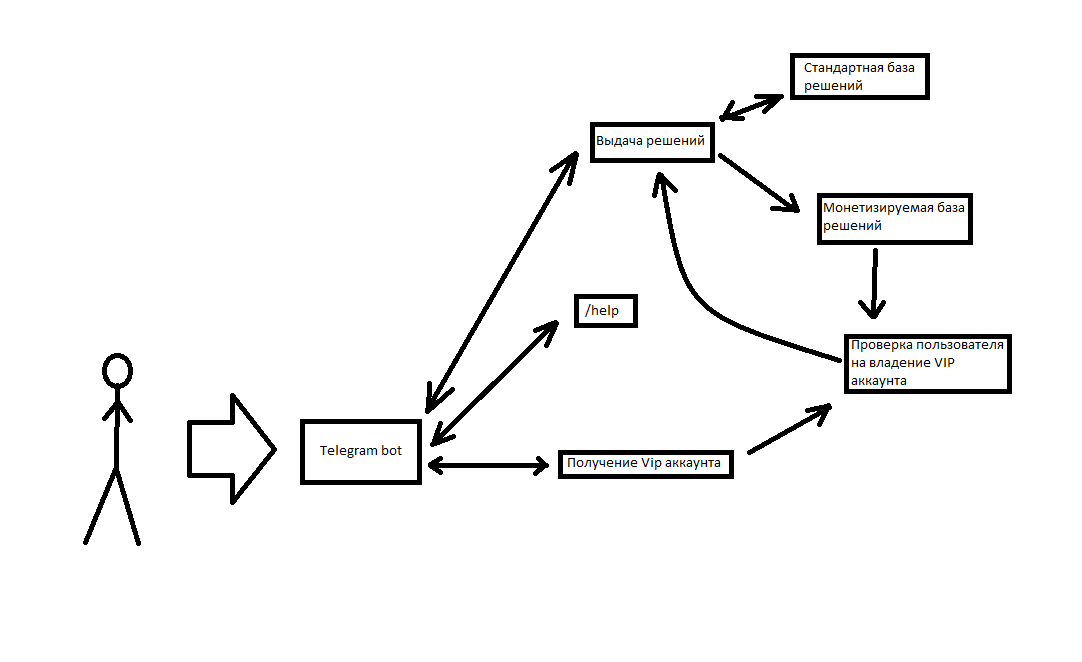 Стандартная база
решений
Выдача решений
Монетизируемая база
решений
/help
Проверка пользователя
на владение VIP
аккаунта
Telegram bot
Получение Vip аккаунта